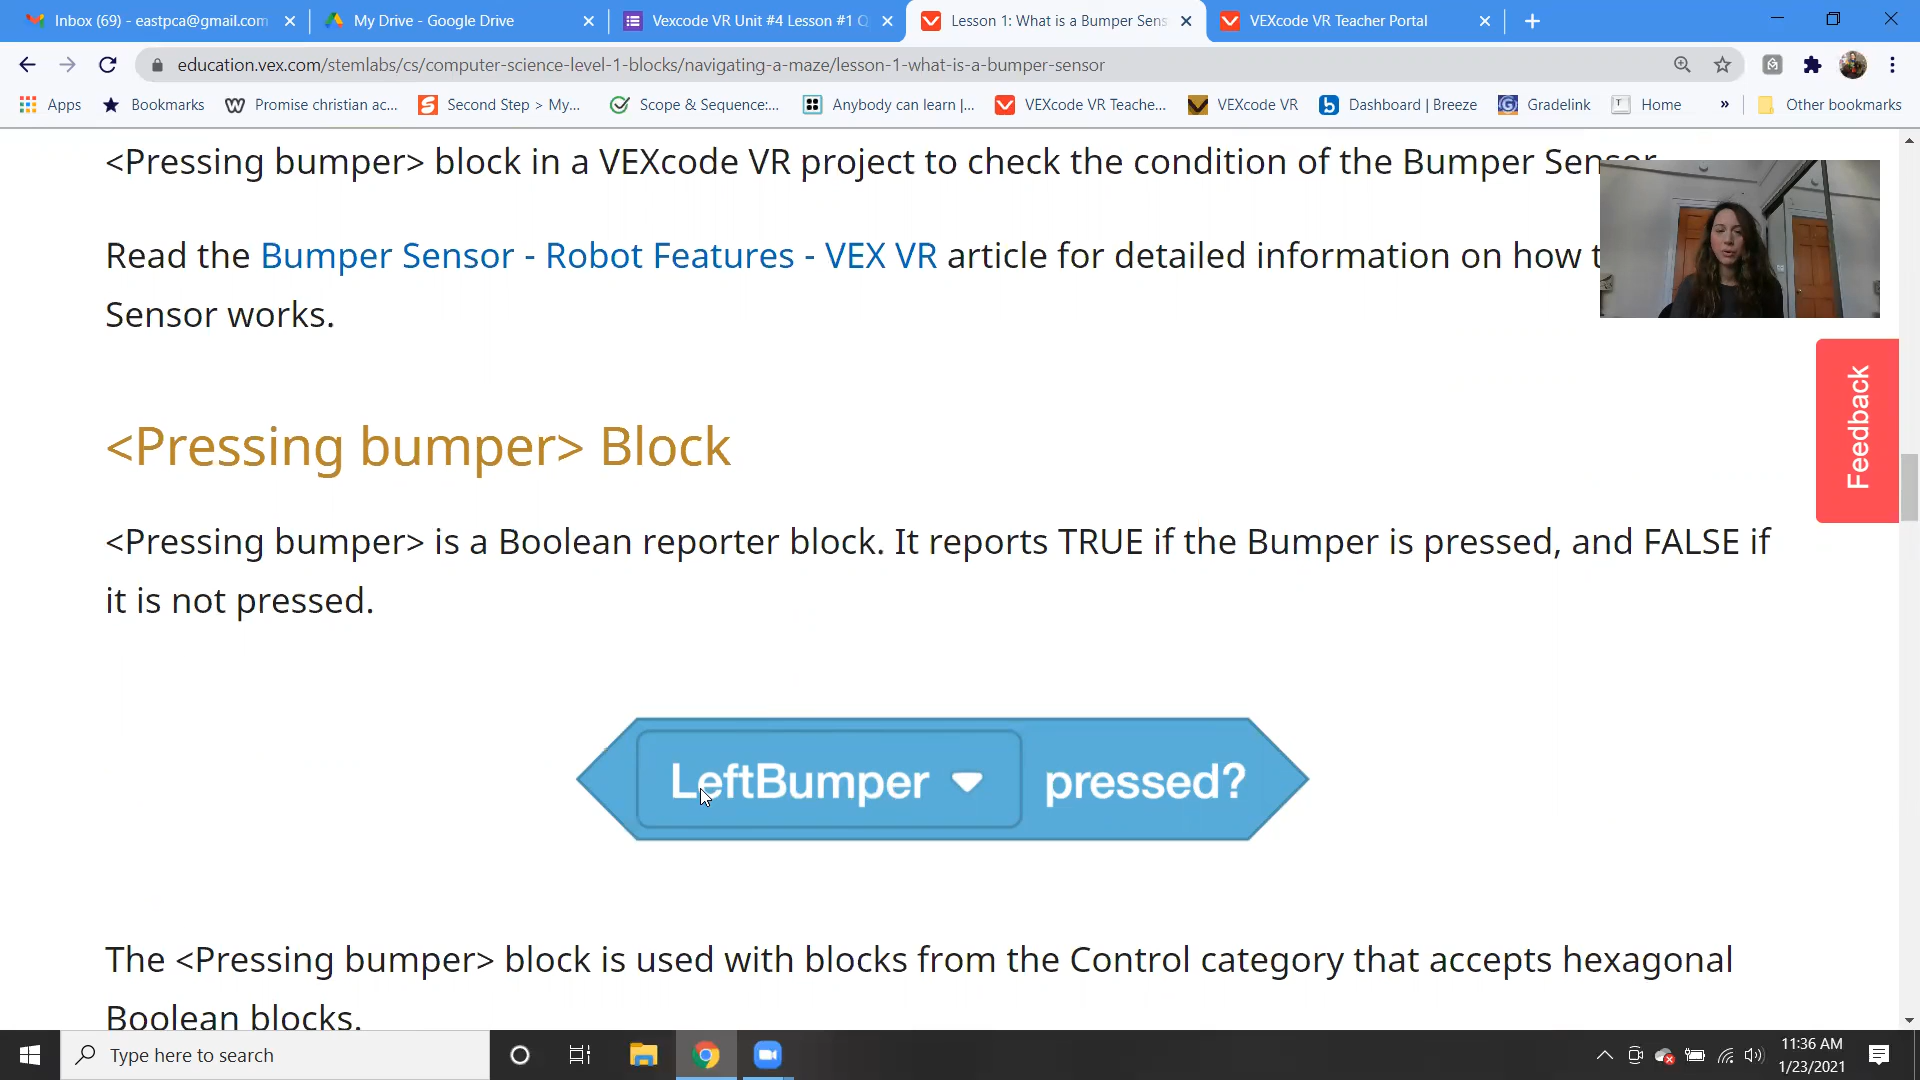 Inbox (69) - eastpca@gmail.com
My Drive - Google Drive
Vexcode VR Unit #4 Lesson #1 Q
Lesson 1: What is a Bumper Sens
VEXcode VR Teacher Portal
education.vex.com/stemlabs/cs/computer-science-level-1-blocks/navigating-a-maze/lesson-1-what-is-a-bumper-sensor
Apps
Bookmarks
Promise christian ac...
Second Step > My...
Scope & Sequence:...
Anybody can learn |...
VEXcode VR Teache...
VEXcode VR
Dashboard | Breeze
Gradelink
Home
»
Other bookmarks
<Pressing bumper> block in a VEXcode VR project to check the condition of the Bumper Sensor.
Read the Bumper Sensor - Robot Features - VEX VR article for detailed information on how t
Sensor works.
Feedback
<Pressing bumper> Block
<Pressing bumper> is a Boolean reporter block. It reports TRUE if the Bumper is pressed, and FALSE if
it is not pressed.
LeftBumper pressed?
The <Pressing bumper> block is used with blocks from the Control category that accepts hexagonal
Boolean blocks.
Type here to search
11:36 AM
1/23/2021